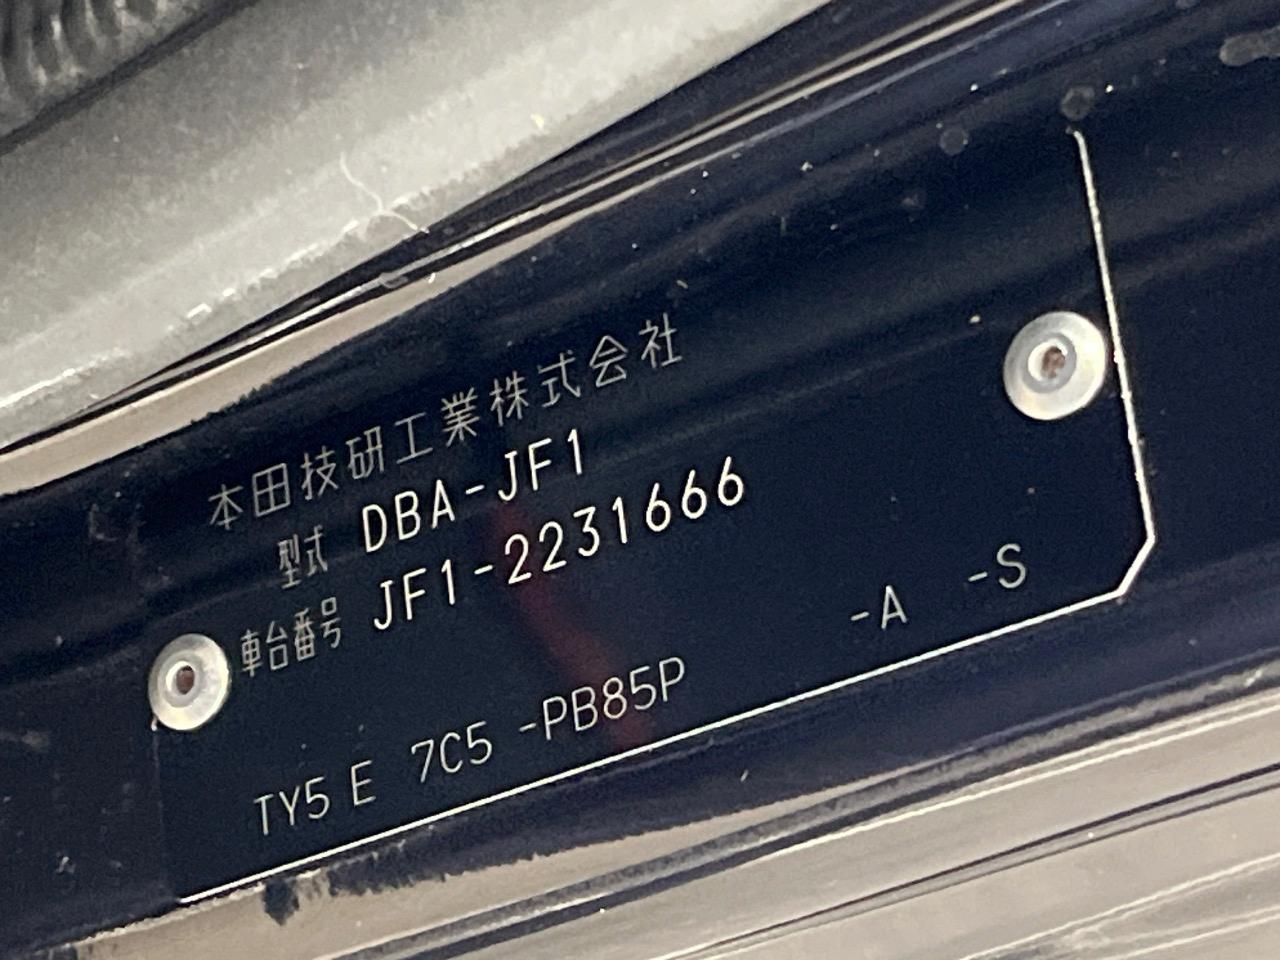 本田技研工業株式会社
型式 DBA-JF1
車台番号 JF1-2231666
-A -S
TY5 E 7C5 -PB85P